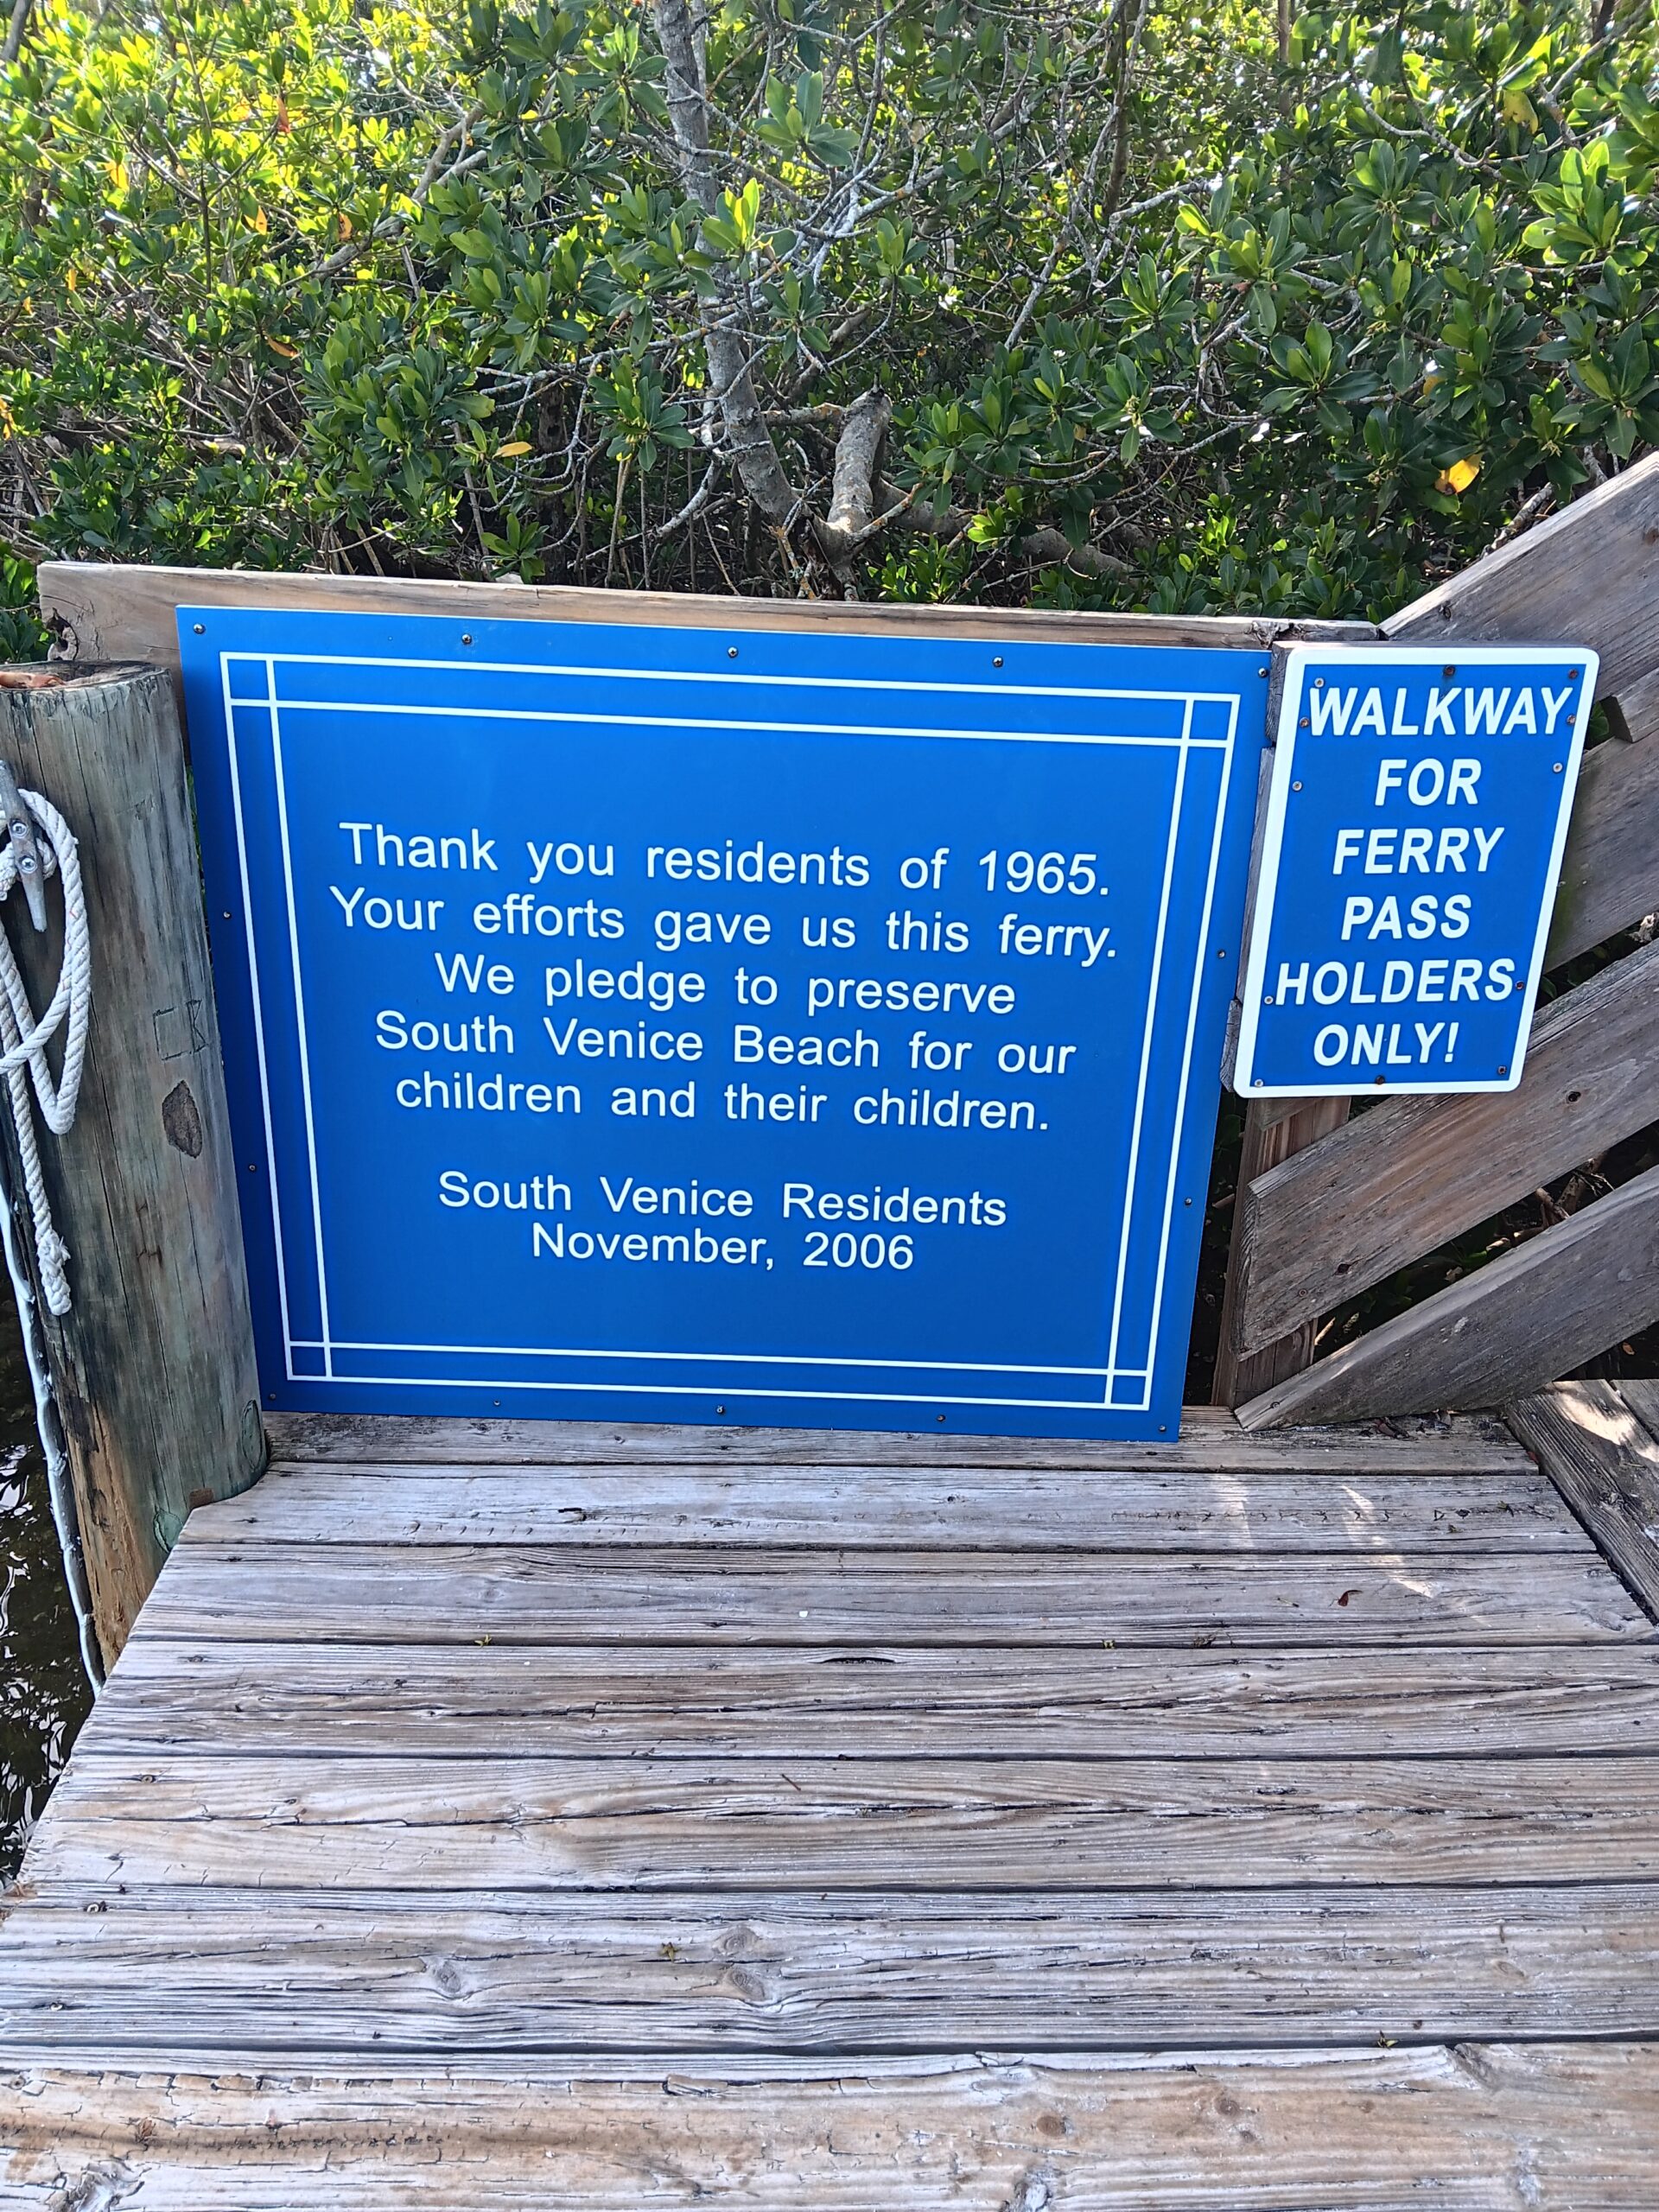 Thank you residents of 1965.
Your efforts gave us this ferry.
We pledge to preserve
South Venice Beach for our
children and their children.
South Venice Residents
November, 2006
WALKWAY
FOR
FERRY
PASS
HOLDERS
ONLY!